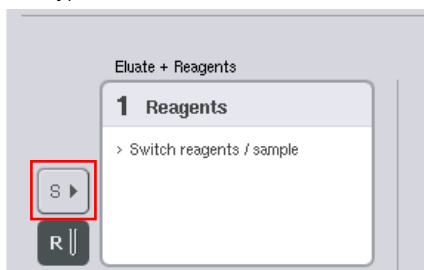 Eluate + Reagents
1 Reagents
> Switch reagents / sample
S
R